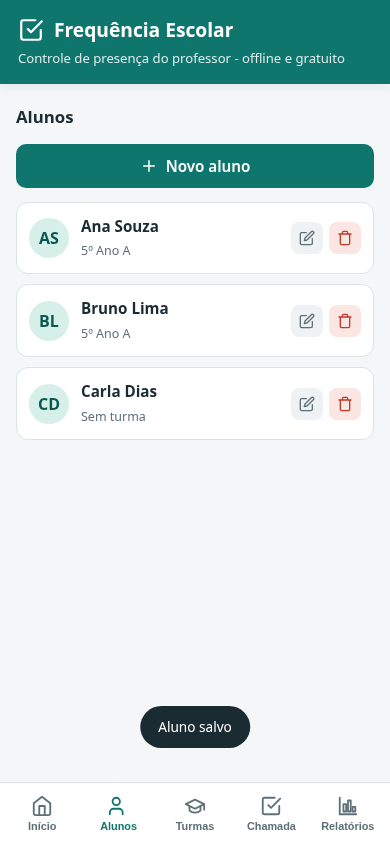 Frequência Escolar
Controle de presença do professor - offline e gratuito
Alunos
Novo aluno
AS
Ana Souza
5º Ano A
BL
Bruno Lima
5º Ano A
CD
Carla Dias
Sem turma
Aluno salvo
Início
Alunos
Turmas
Chamada
Relatórios